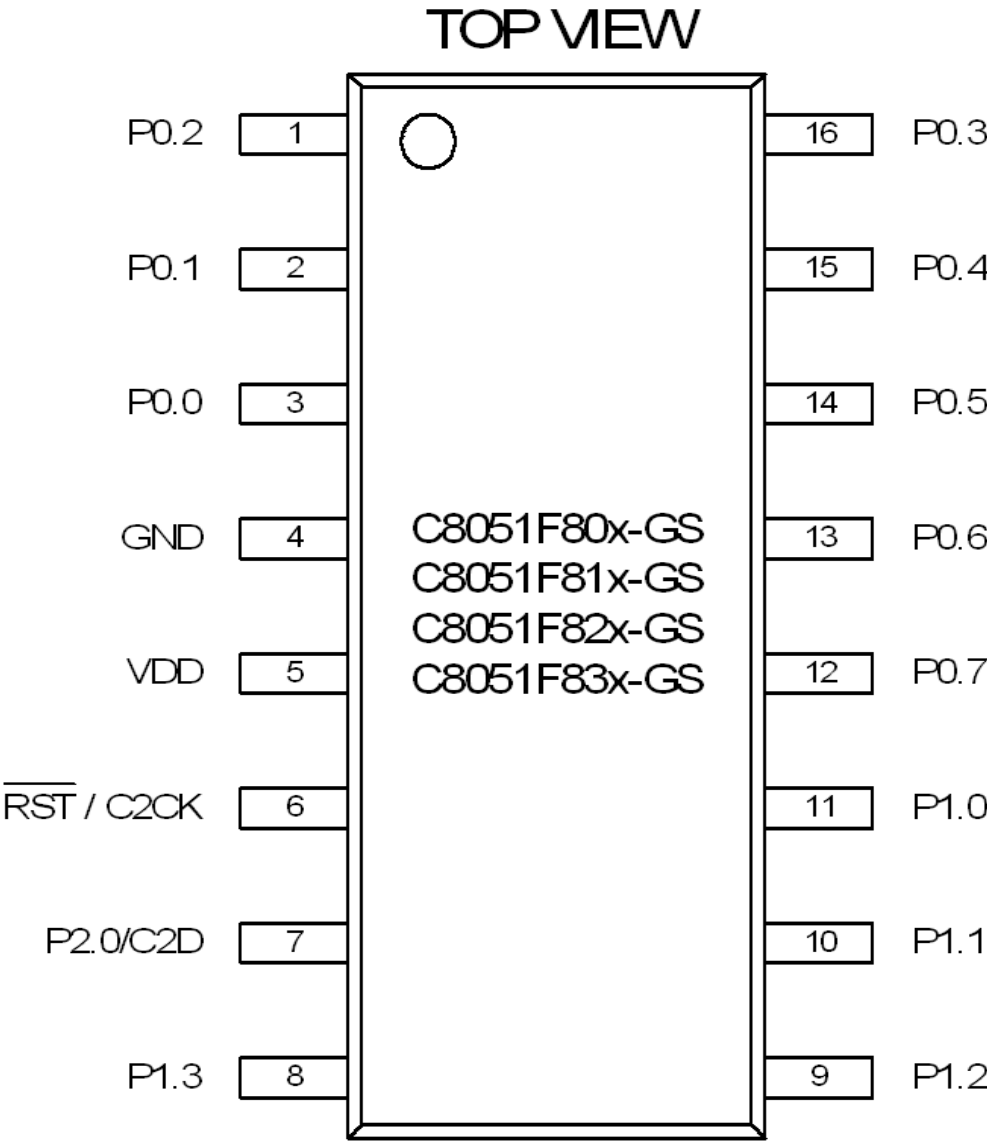 TOP VIEW
P0.2 1 16 P0.3
P0.1 2 15 P0.4
P0.0 3 14 P0.5
GND 4 13 P0.6
C8051F80x-GS
C8051F81x-GS
C8051F82x-GS
C8051F83x-GS
VDD 5 12 P0.7
RST / C2CK 6 11 P1.0
P2.0/C2D 7 10 P1.1
P1.3 8 9 P1.2